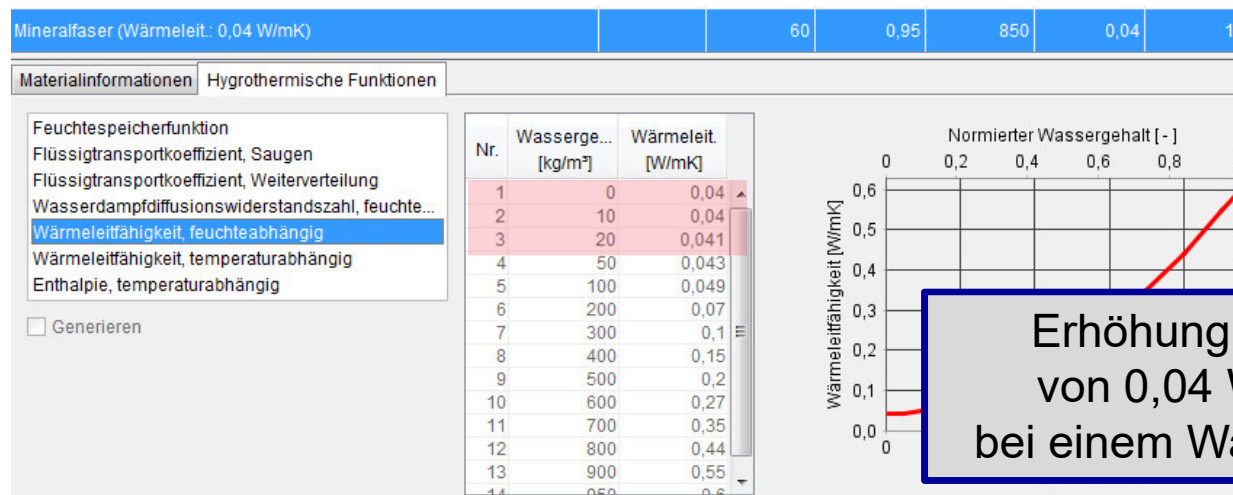 Mineralfaser (Wärmeleit.: 0,04 W/mK) 60 0,95 850 0,04 1
Materialinformationen Hygrothermische Funktionen
Feuchtespeicherfunktion
Flüssigtransportkoeffizient, Saugen
Flüssigtransportkoeffizient, Weiterverteilung
Wasserdampfdiffusionswiderstandszahl, feuchte...
Wärmeleitfähigkeit, feuchteabhängig
Wärmeleitfähigkeit, temperaturabhängig
Enthalpie, temperaturabhängig
Generieren
Nr. Wasserge... [kg/m³] Wärmeleit. [W/mK]
1 0 0,04
2 10 0,04
3 20 0,041
4 50 0,043
5 100 0,049
6 200 0,07
7 300 0,1
8 400 0,15
9 500 0,2
10 600 0,27
11 700 0,35
12 800 0,44
13 900 0,55
14 950 0,6
Normierter Wassergehalt [ - ]
0 0,2 0,4 0,6 0,8
Wärmeleitfähigkeit [W/mK]
0,6
0,5
0,4
0,3
0,2
0,1
0,0
0
Erhöhung
von 0,04
bei einem